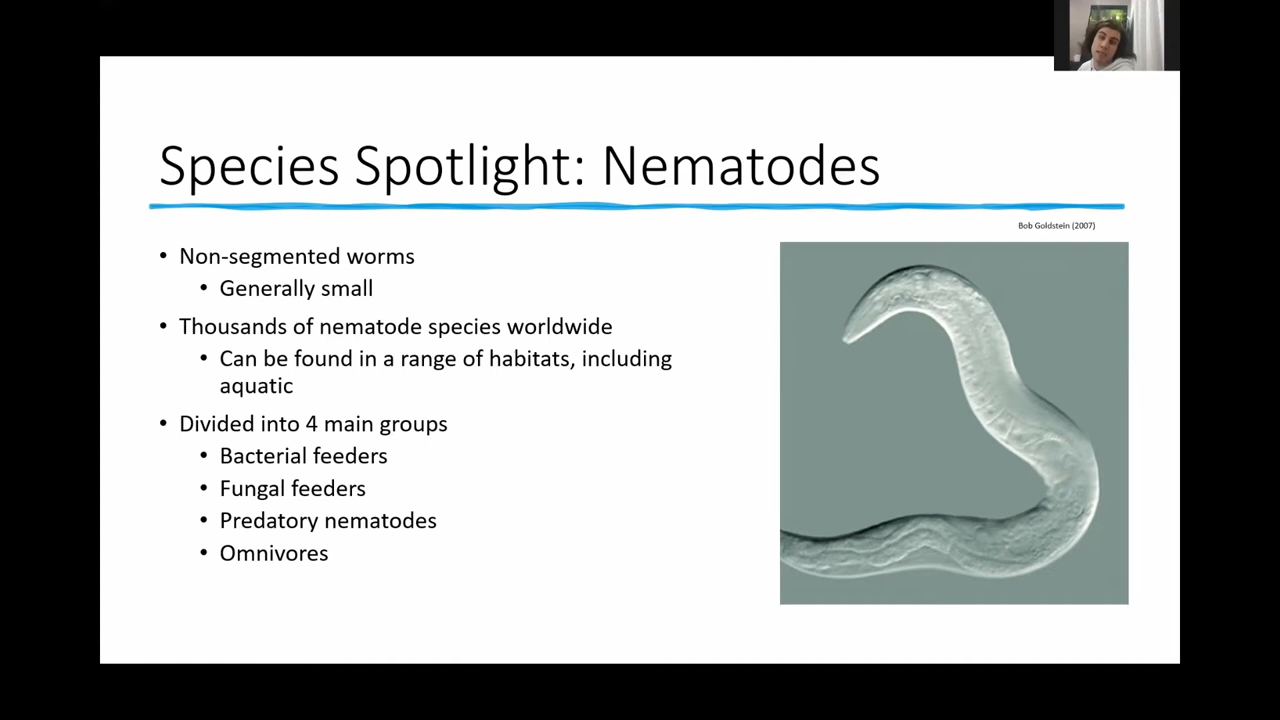 Species Spotlight: Nematodes
Bob Goldstein (2007)
• Non-segmented worms
• Generally small
• Thousands of nematode species worldwide
• Can be found in a range of habitats, including
aquatic
• Divided into 4 main groups
• Bacterial feeders
• Fungal feeders
• Predatory nematodes
• Omnivores